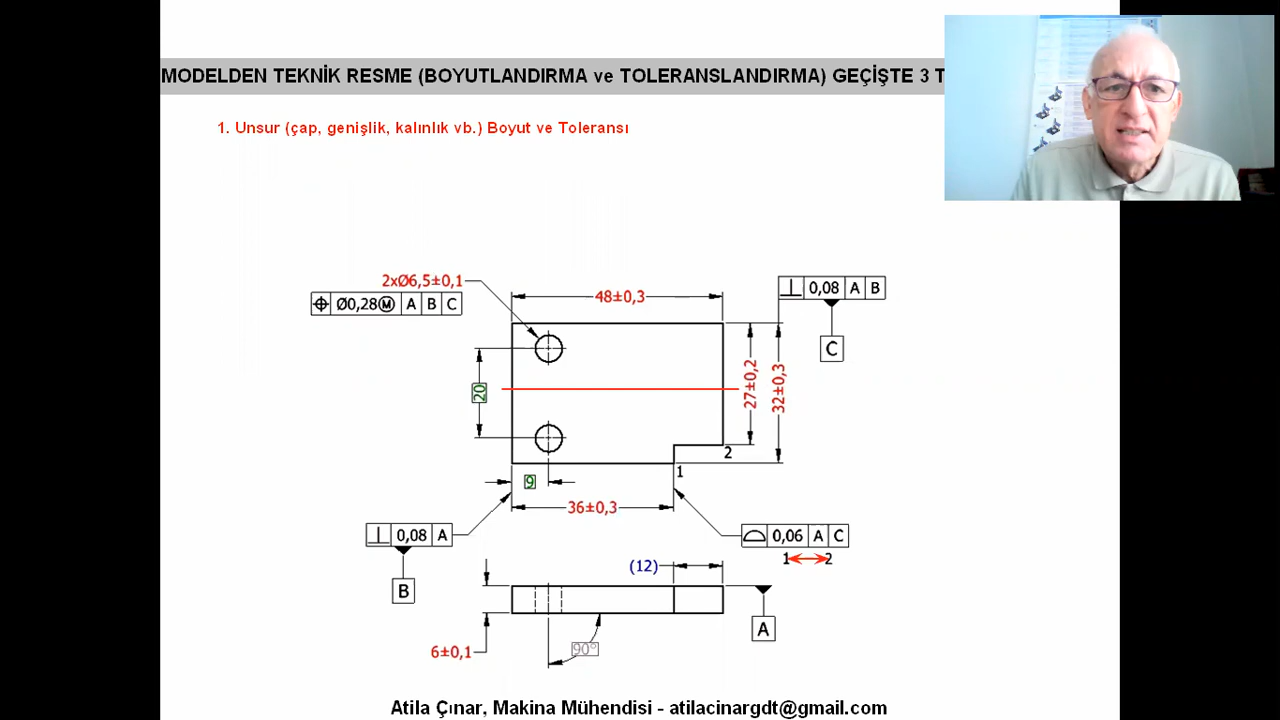 MODELDEN TEKNİK RESME (BOYUTLANDIRMA ve TOLERANSLANDIRMA) GEÇİŞTE 3 T
1. Unsur (çap, genişlik, kalınlık vb.) Boyut ve Toleransı
2xØ6,5±0,1
⌖ Ø0,28Ⓜ A B C
48±0,3
⊥ 0,08 A B
C
20
27±0,2
32±0,3
2
1
9
36±0,3
⊥ 0,08 A
B
⌓ 0,06 A C
1 ↔ 2
(12)
A
6±0,1
90°
Atila Çınar, Makina Mühendisi - atilacinargdt@gmail.com